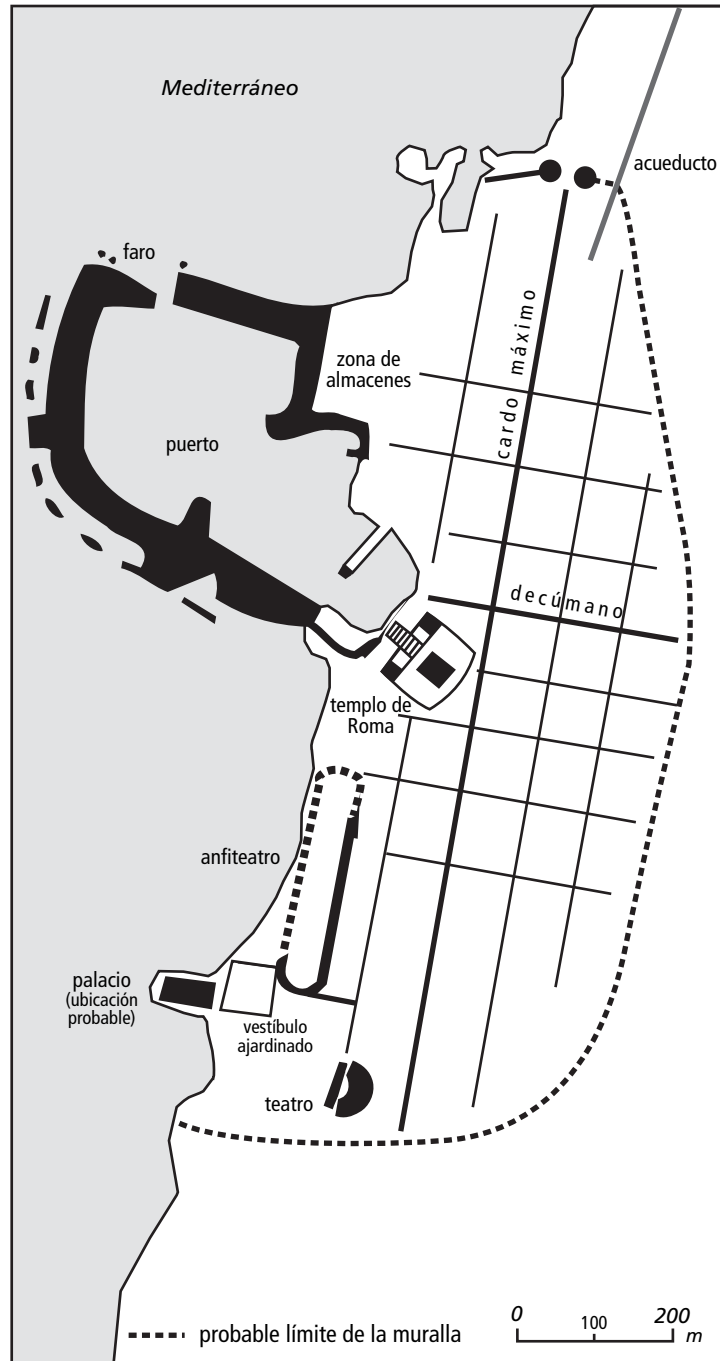 Mediterráneo
acueducto
faro
zona de
almacenes
cardo máximo
puerto
decúmano
templo de
Roma
anfiteatro
palacio
(ubicación
probable)
vestíbulo
ajardinado
teatro
probable límite de la muralla
0 100 200
m